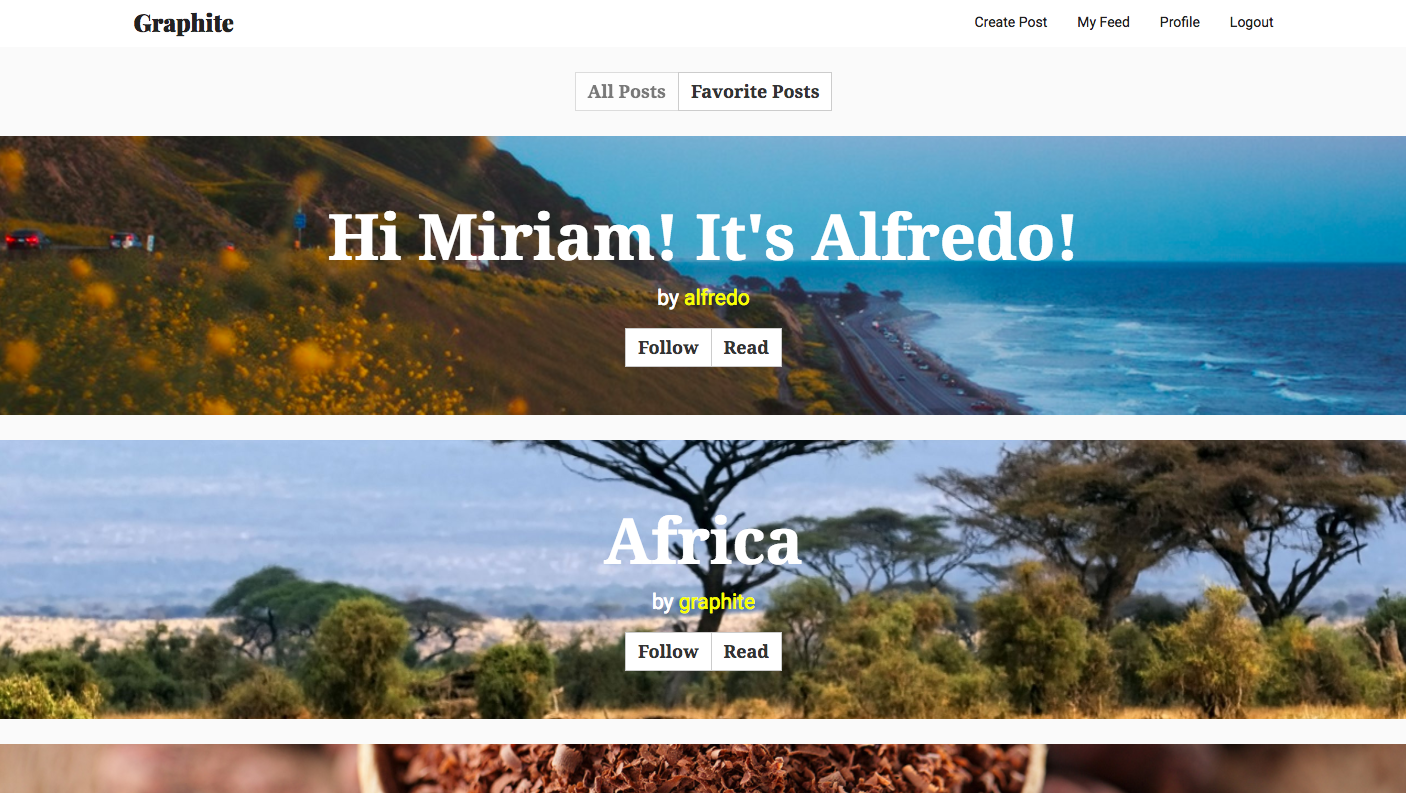 Graphite Create Post My Feed Profile Logout
All Posts Favorite Posts
Hi Miriam! It's Alfredo!
by alfredo
Follow Read
Africa
by graphite
Follow Read